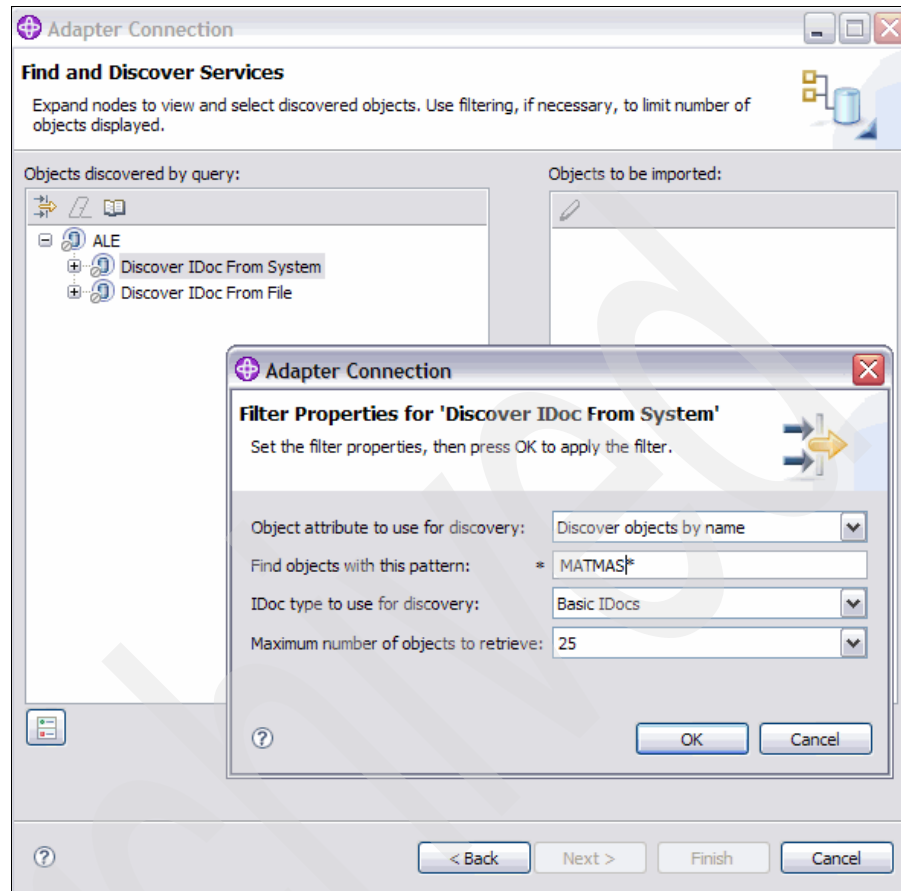 Adapter Connection
Find and Discover Services
Expand nodes to view and select discovered objects. Use filtering, if necessary, to limit number of
objects displayed.
Objects discovered by query:
Objects to be imported:
ALE
Discover IDoc From System
Discover IDoc From File
Adapter Connection
Filter Properties for 'Discover IDoc From System'
Set the filter properties, then press OK to apply the filter.
Object attribute to use for discovery: Discover objects by name
Find objects with this pattern: * MATMAS*
IDoc type to use for discovery: Basic IDocs
Maximum number of objects to retrieve: 25
OK Cancel
< Back Next > Finish Cancel